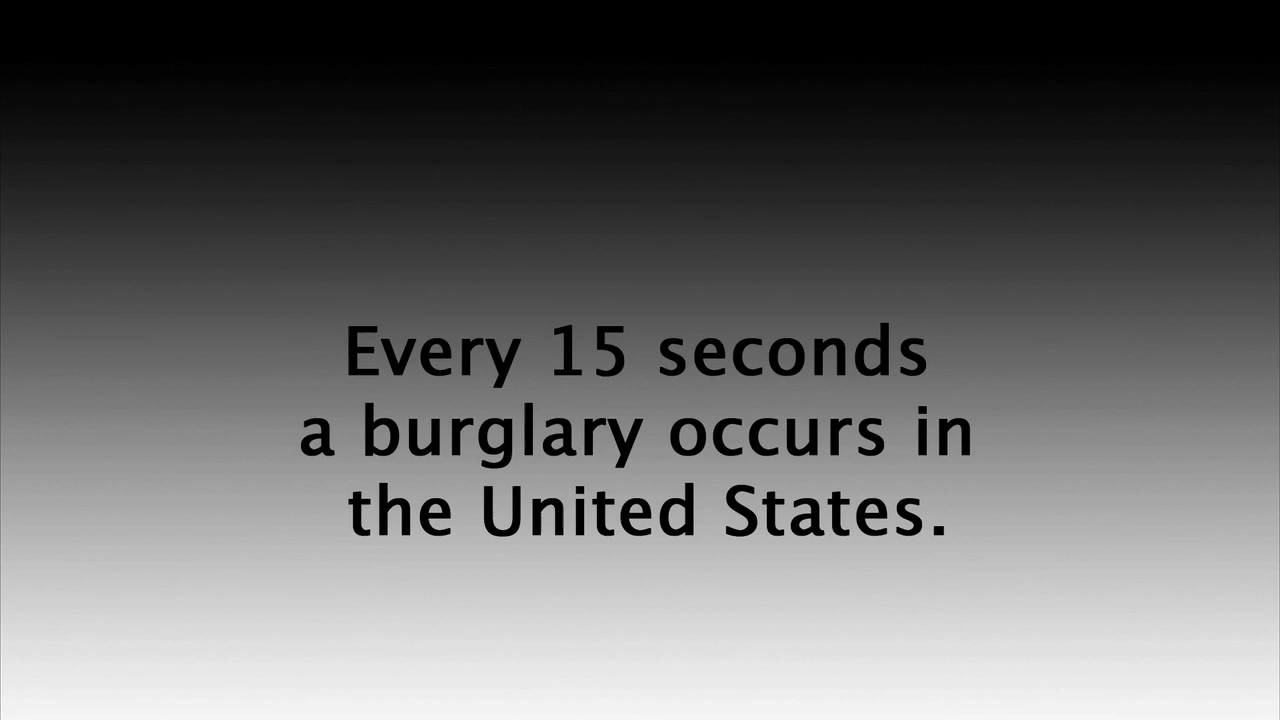 Every 15 seconds
a burglary occurs in
the United States.